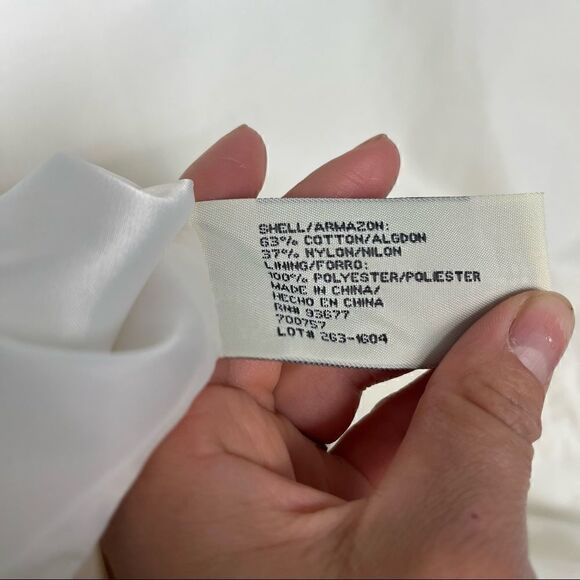 SHELL/ARMAZON:
63% COTTON/ALGDON
37% NYLON/NILON
LINING/FORRO:
100% POLYESTER/POLIESTER
MADE IN CHINA/
HECHO EN CHINA
RN# 93677
700757
LOT# 263-1604